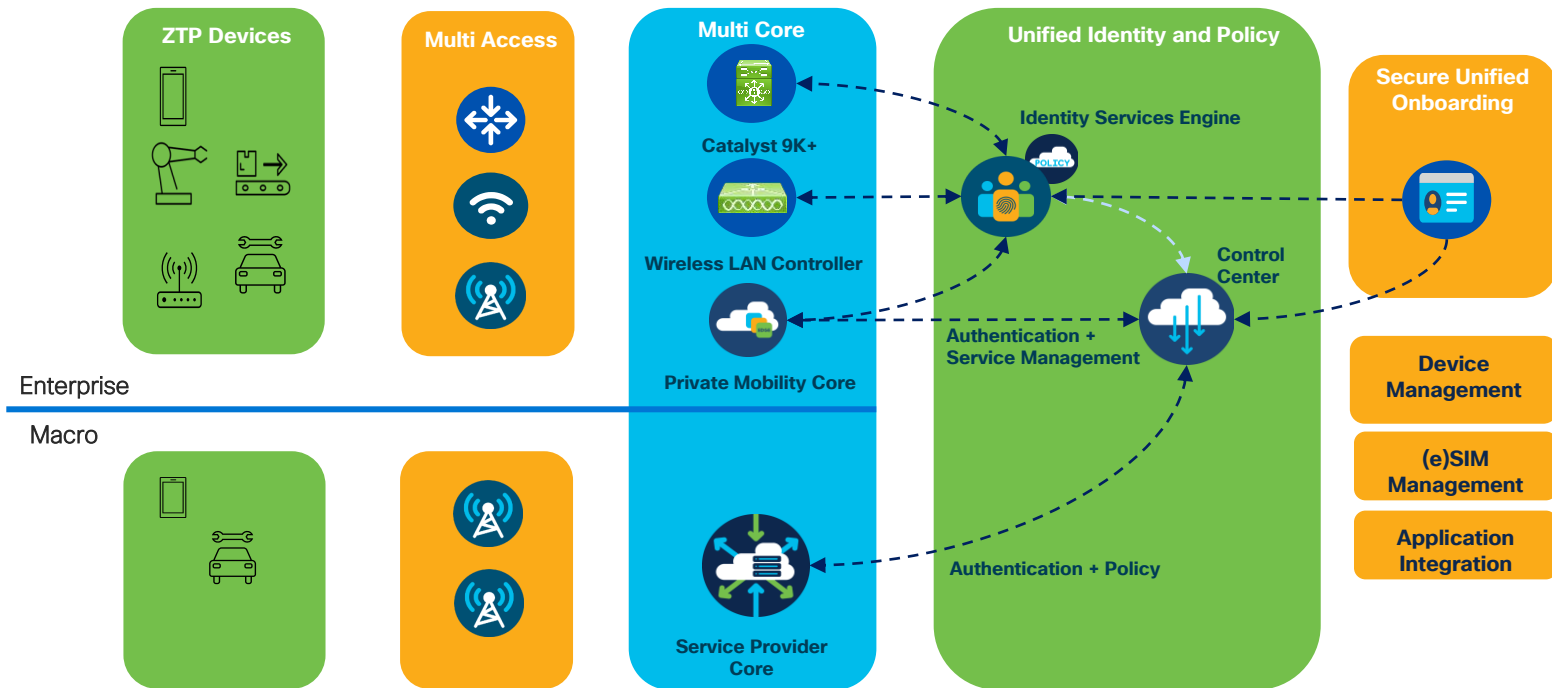 ZTP Devices
Multi Access
Multi Core
Unified Identity and Policy
Secure Unified
Onboarding
Identity Services Engine
POLICY
Catalyst 9K+
Wireless LAN Controller
Control
Center
Authentication +
Service Management
Private Mobility Core
Device
Management
Enterprise
Macro
(e)SIM
Management
Application
Integration
Authentication + Policy
Service Provider
Core